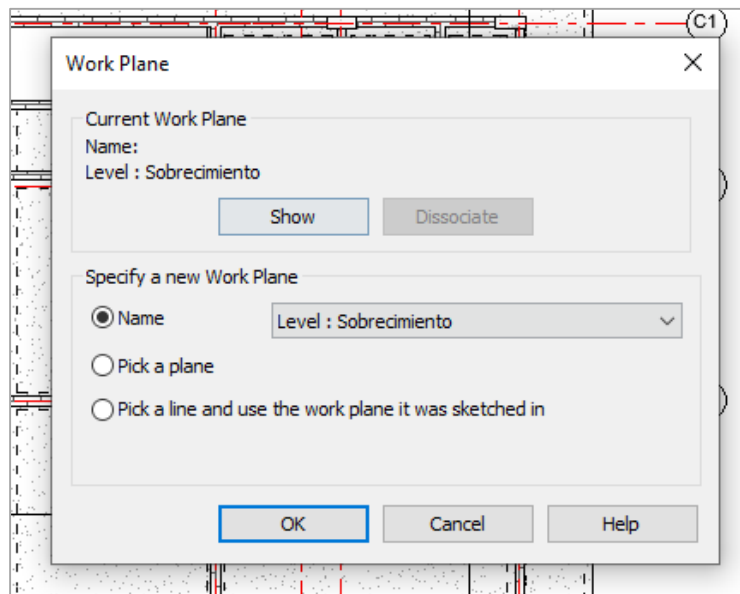 C1
Work Plane
Current Work Plane
Name:
Level : Sobrecimiento
Show
Dissociate
Specify a new Work Plane
Name
Level : Sobrecimiento
Pick a plane
Pick a line and use the work plane it was sketched in
OK
Cancel
Help